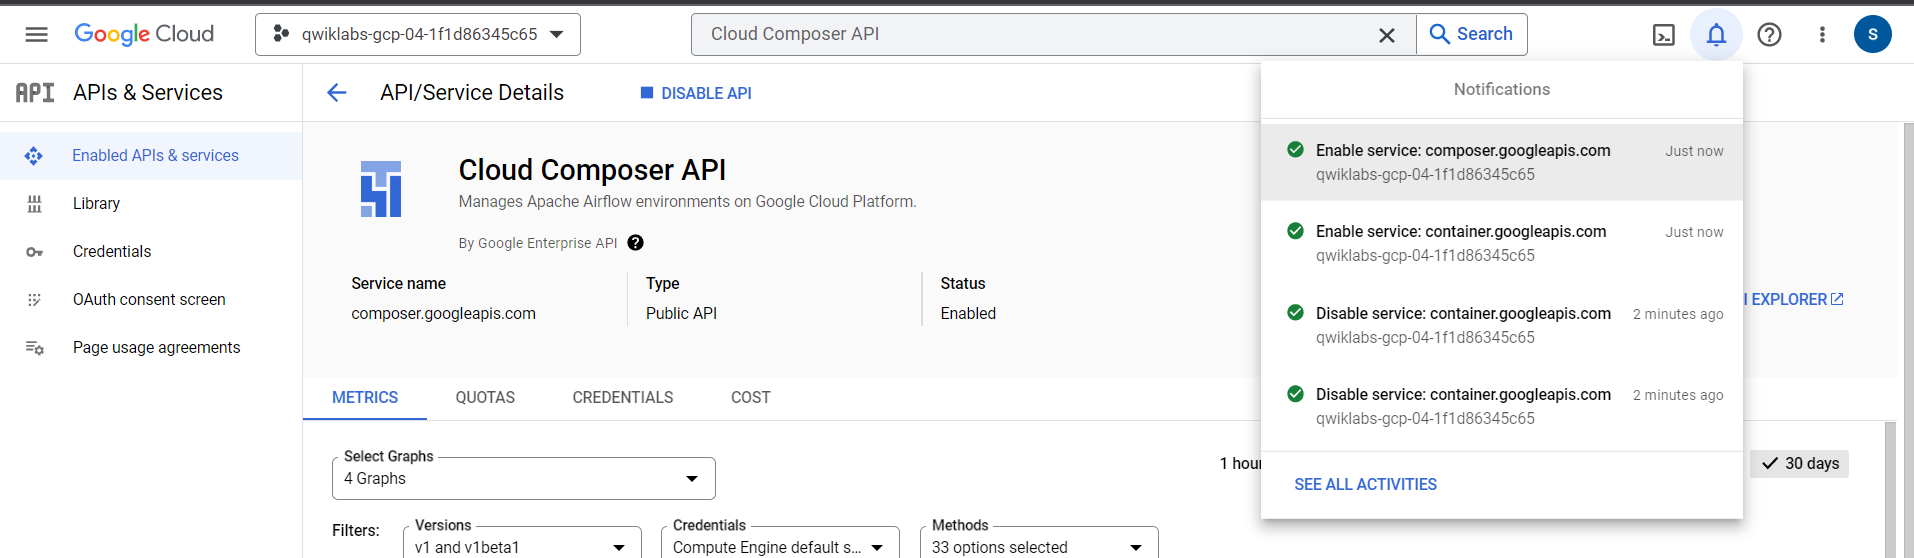 Google Cloud
qwiklabs-gcp-04-1f1d86345c65
Cloud Composer API
Search
S
API APIs & Services
API/Service Details
DISABLE API
Enabled APIs & services
Library
Credentials
OAuth consent screen
Page usage agreements
Cloud Composer API
Manages Apache Airflow environments on Google Cloud Platform.
By Google Enterprise API
Service name
composer.googleapis.com
Type
Public API
Status
Enabled
I EXPLORER
METRICS QUOTAS CREDENTIALS COST
Select Graphs
4 Graphs
1 hour
30 days
Filters:
Versions
v1 and v1beta1
Credentials
Compute Engine default s...
Methods
33 options selected
Notifications
Enable service: composer.googleapis.com Just now
qwiklabs-gcp-04-1f1d86345c65
Enable service: container.googleapis.com Just now
qwiklabs-gcp-04-1f1d86345c65
Disable service: container.googleapis.com 2 minutes ago
qwiklabs-gcp-04-1f1d86345c65
Disable service: container.googleapis.com 2 minutes ago
qwiklabs-gcp-04-1f1d86345c65
SEE ALL ACTIVITIES